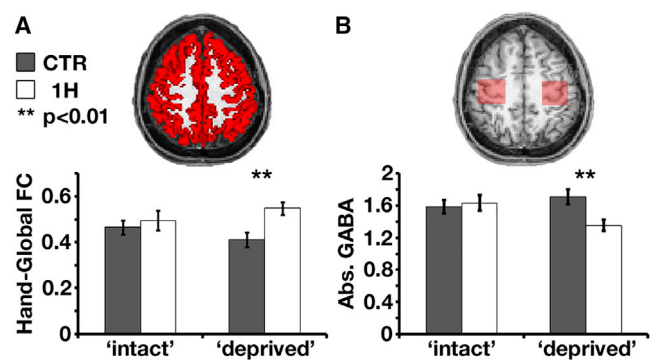 A
CTR
1H
** p<0.01
Hand-Global FC
0.6
0.4
0.2
0
**
'intact'
'deprived'
B
Abs. GABA
2
1.6
1.2
0.8
0.4
0
**
'intact'
'deprived'